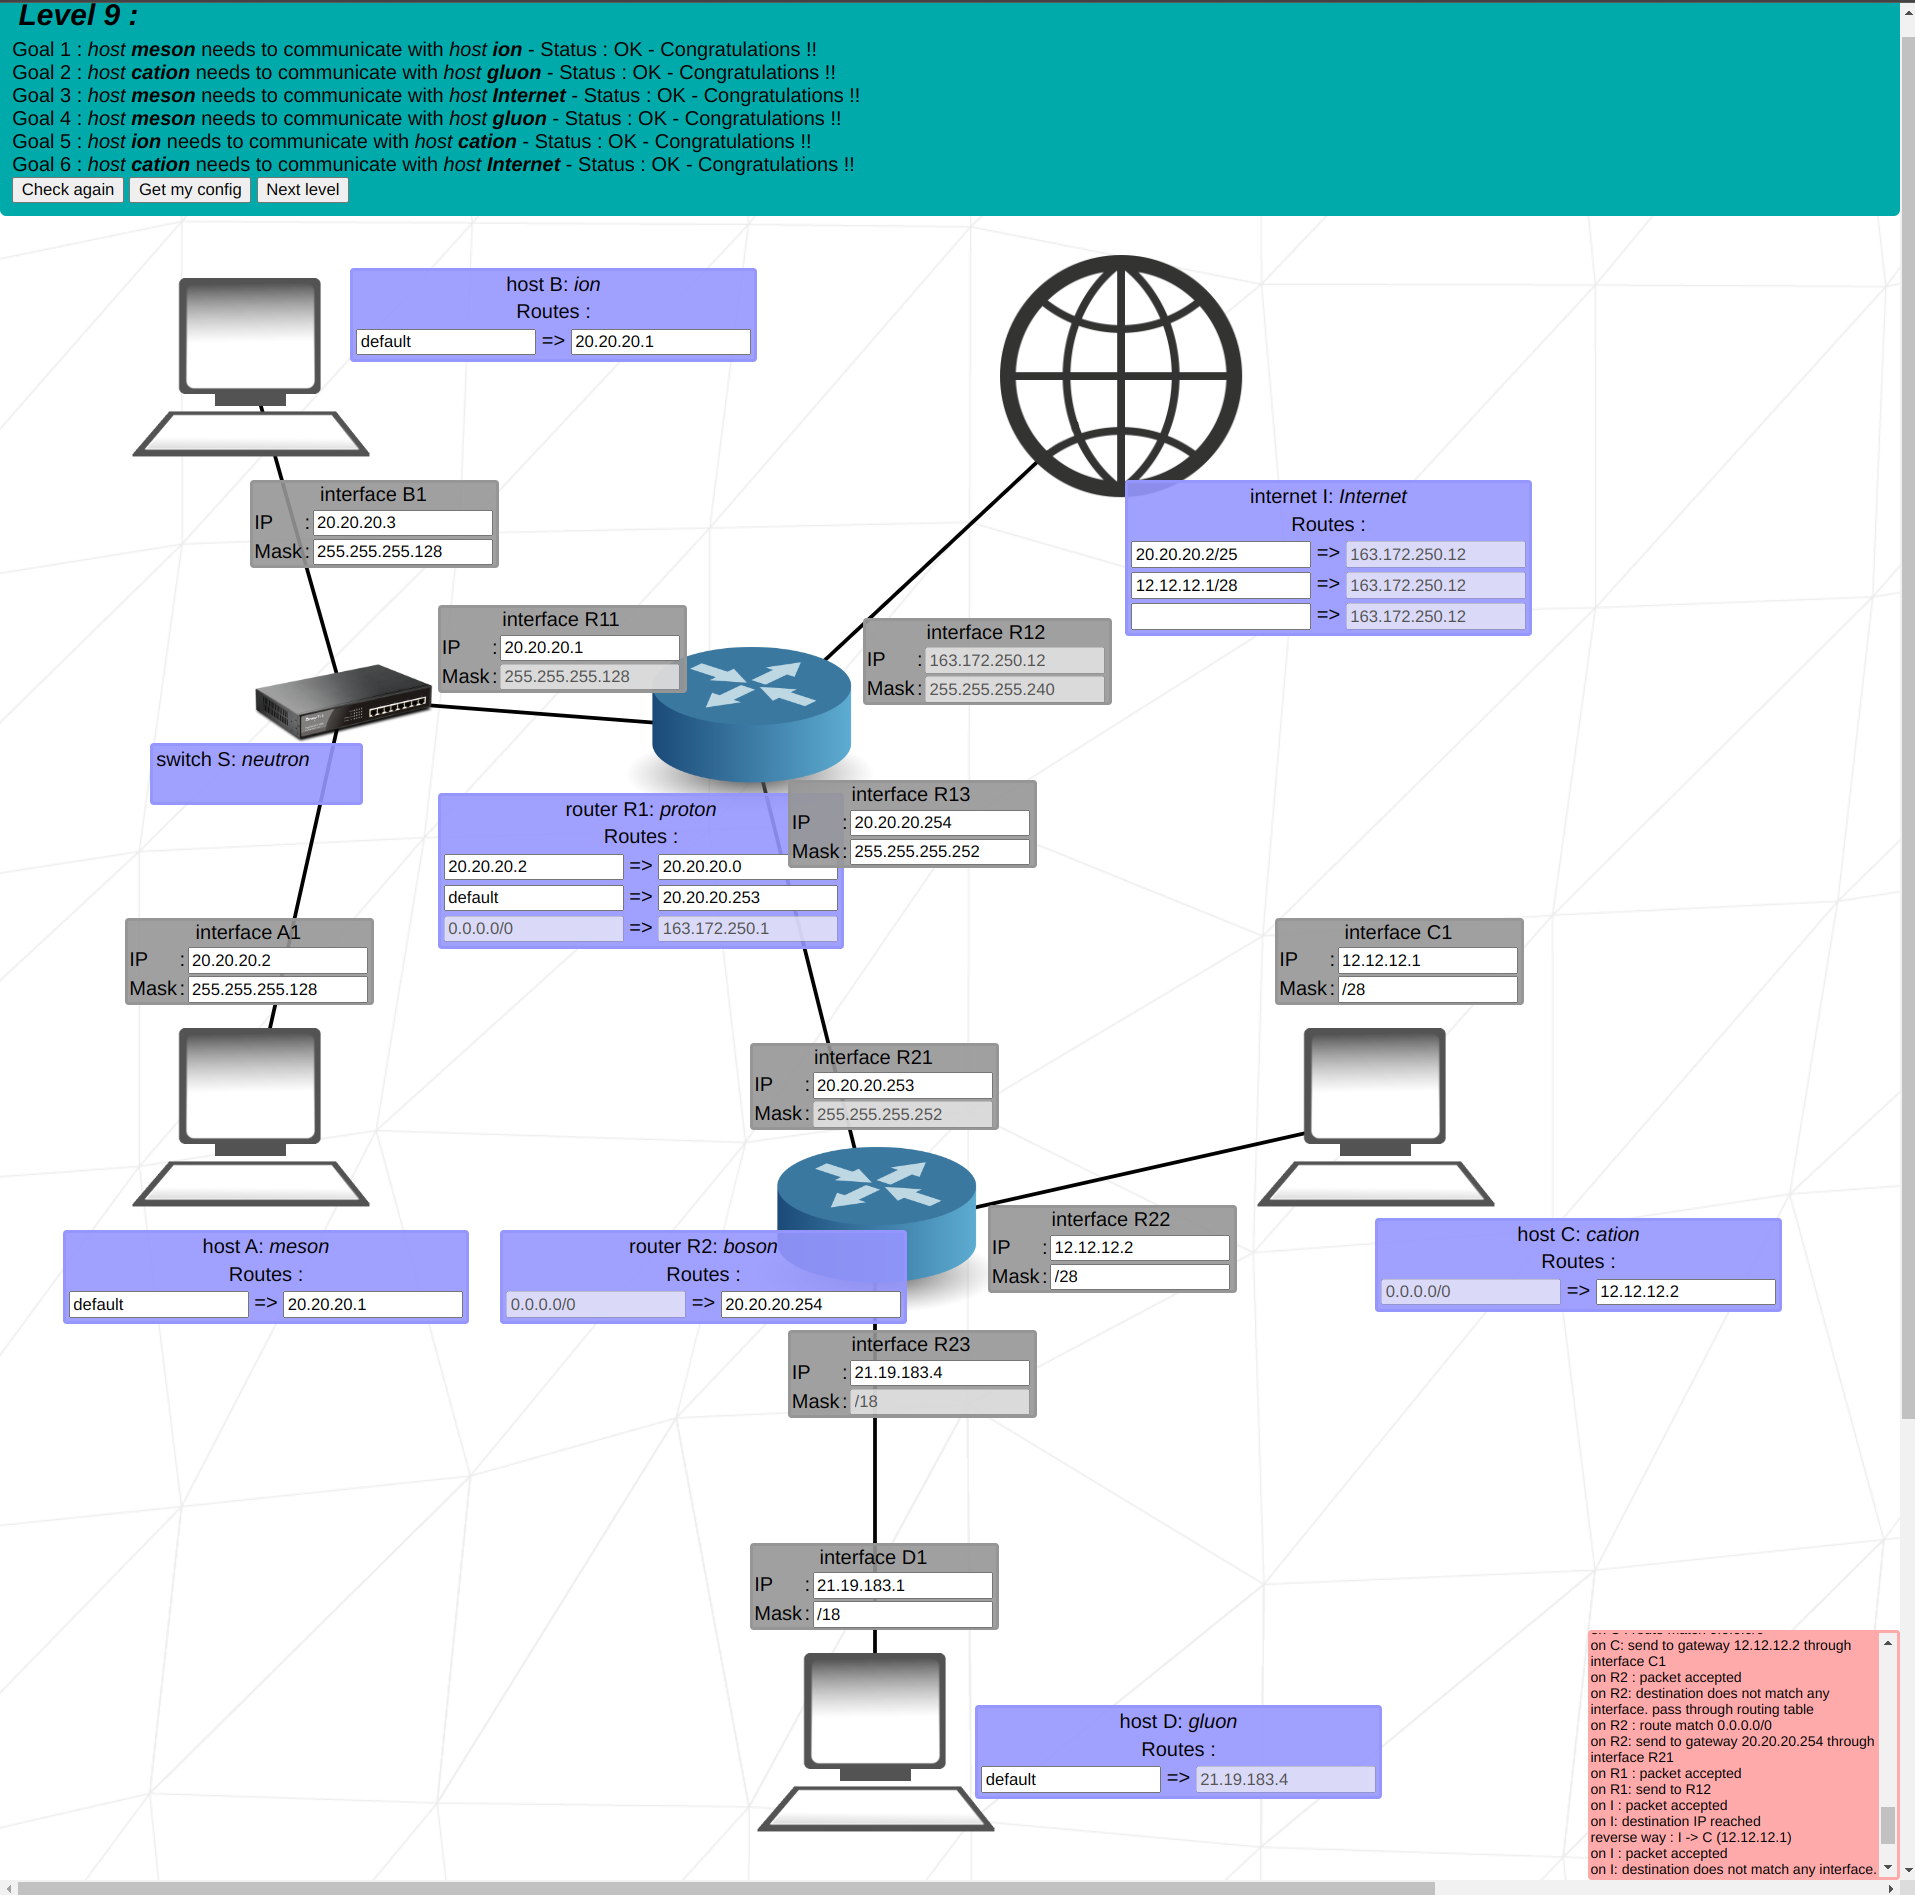 Level 9 :
Goal 1 : host meson needs to communicate with host ion - Status : OK - Congratulations !!
Goal 2 : host cation needs to communicate with host gluon - Status : OK - Congratulations !!
Goal 3 : host meson needs to communicate with host Internet - Status : OK - Congratulations !!
Goal 4 : host meson needs to communicate with host gluon - Status : OK - Congratulations !!
Goal 5 : host ion needs to communicate with host cation - Status : OK - Congratulations !!
Goal 6 : host cation needs to communicate with host Internet - Status : OK - Congratulations !!
Check again Get my config Next level
host B: ion
Routes :
default => 20.20.20.1
interface B1
IP : 20.20.20.3
Mask : 255.255.255.128
internet I: Internet
Routes :
20.20.20.2/25 => 163.172.250.12
12.12.12.1/28 => 163.172.250.12
=> 163.172.250.12
interface R11
IP : 20.20.20.1
Mask : 255.255.255.128
interface R12
IP : 163.172.250.12
Mask : 255.255.255.240
switch S: neutron
router R1: proton
Routes :
20.20.20.2 => 20.20.20.0
default => 20.20.20.253
0.0.0.0/0 => 163.172.250.1
interface R13
IP : 20.20.20.254
Mask : 255.255.255.252
interface A1
IP : 20.20.20.2
Mask : 255.255.255.128
interface C1
IP : 12.12.12.1
Mask : /28
interface R21
IP : 20.20.20.253
Mask : 255.255.255.252
host A: meson
Routes :
default => 20.20.20.1
router R2: boson
Routes :
0.0.0.0/0 => 20.20.20.254
interface R22
IP : 12.12.12.2
Mask : /28
host C: cation
Routes :
0.0.0.0/0 => 12.12.12.2
interface R23
IP : 21.19.183.4
Mask : /18
interface D1
IP : 21.19.183.1
Mask : /18
host D: gluon
Routes :
default => 21.19.183.4
on C: send to gateway 12.12.12.2 through
interface C1
on R2 : packet accepted
on R2: destination does not match any
interface. pass through routing table
on R2 : route match 0.0.0.0/0
on R2: send to gateway 20.20.20.254 through
interface R21
on R1 : packet accepted
on R1: send to R12
on I : packet accepted
on I: destination IP reached
reverse way : I -> C (12.12.12.1)
on I : packet accepted
on I: destination does not match any interface.